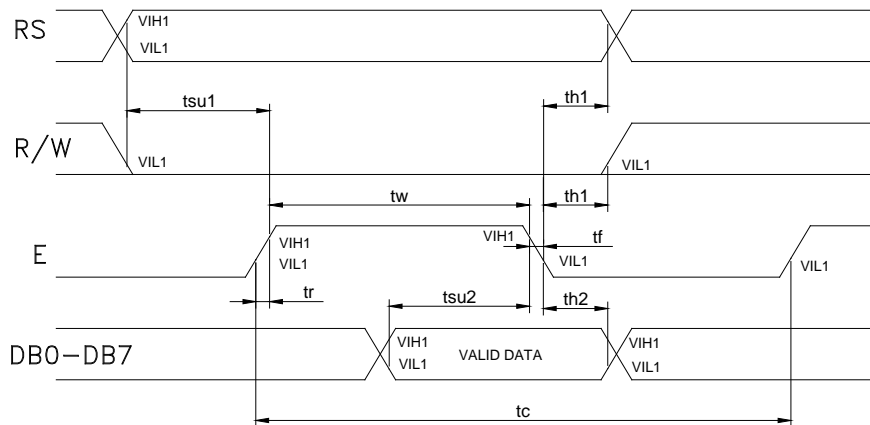 RS
VIH1
VIL1
tsu1
th1
R/W
VIL1
VIL1
tw
th1
E
VIH1
VIL1
VIH1
tf
VIL1
VIL1
tr
tsu2
th2
DB0-DB7
VIH1
VIL1
VALID DATA
VIH1
VIL1
tc